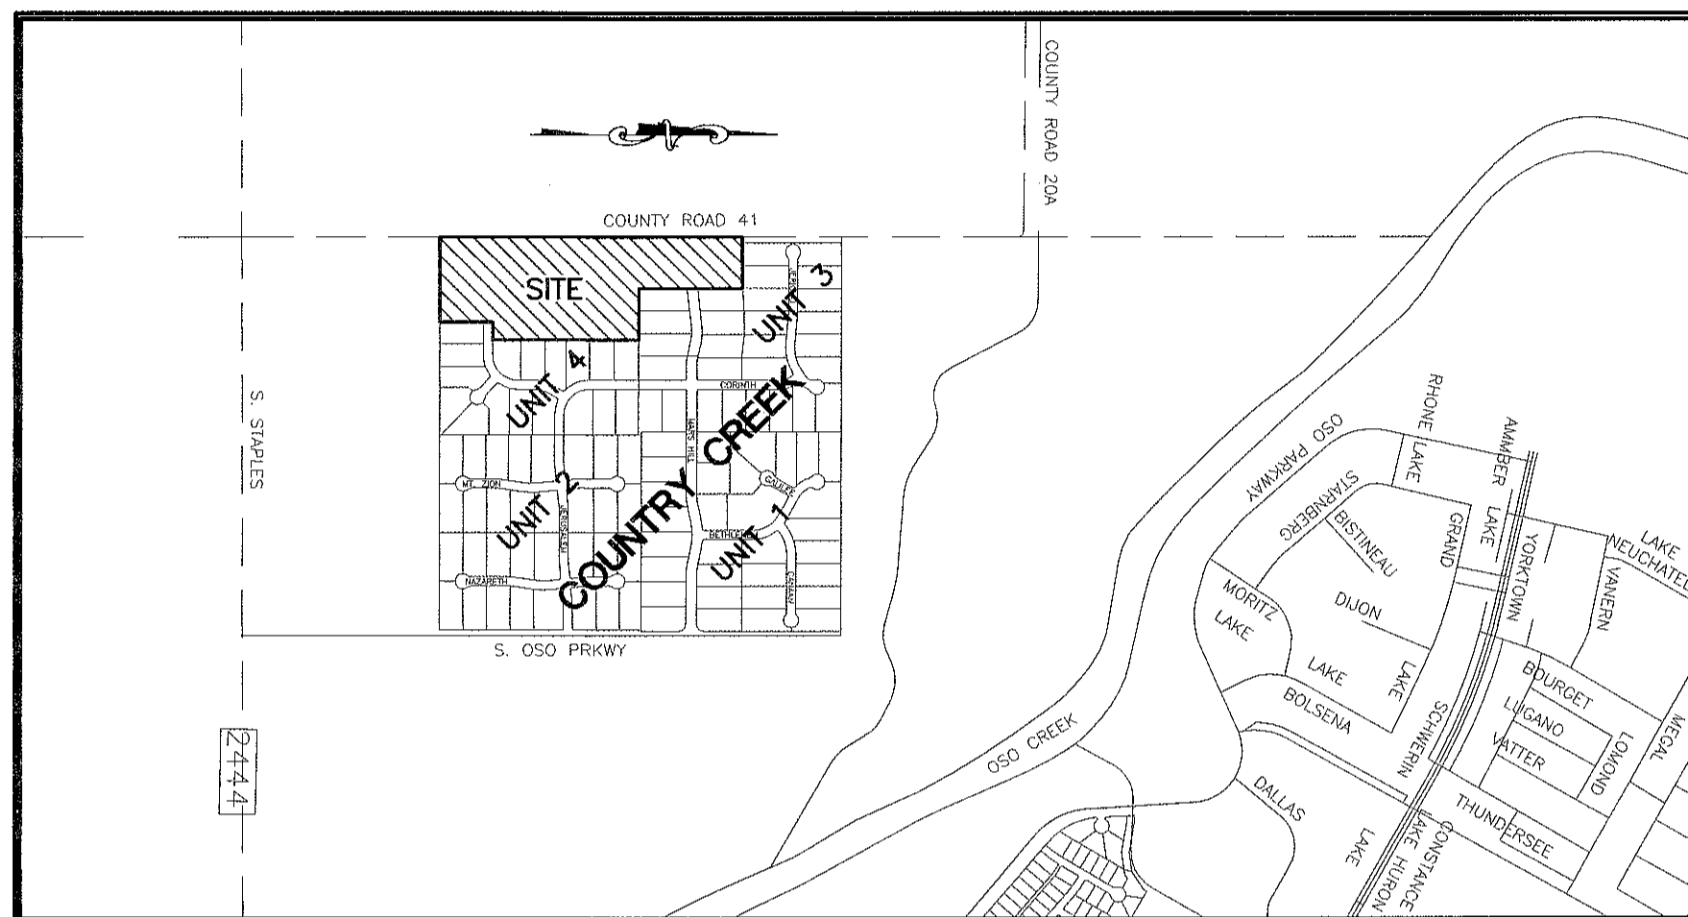 COUNTY ROAD 20A
COUNTY ROAD 41
SITE
UNIT 3
UNIT 4
CORINTH
COUNTRY CREEK
MARS HILL
S. STAPLES
MT. ZION
UNIT 2
JERUSALEM
GALILEE
BETHLEHEM
UNIT 1
NAZARETH
CANAAN
S. OSO PRKWY
2444
OSO CREEK
OSO PARKWAY
RHONE
LAKE
AMMBER
LAKE
STARNBERG
BISTINEAU
GRAND
LAKE
YORKTOWN
LAKE
NEUCHATEL
VANERN
MORITZ
LAKE
DIJON
LAKE
BOLSENA
SCHWERIN
BOURGET
LUGANO
VATTER
LOMOND
MEGAL
DALLAS
LAKE
THUNDERSEE
CONSTANCE
LAKE HURON